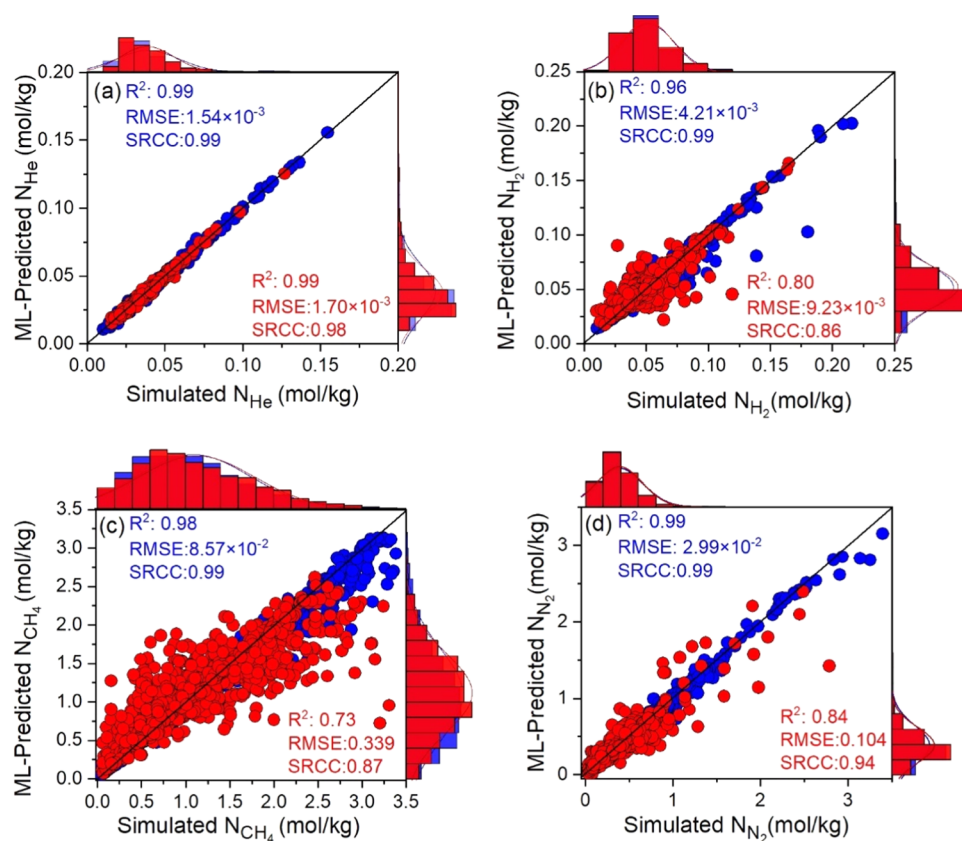 (a)
R²: 0.99
RMSE:1.54×10⁻³
SRCC:0.99
R²: 0.99
RMSE:1.70×10⁻³
SRCC:0.98
0.20
0.15
0.10
0.05
0.00
ML-Predicted N_He (mol/kg)
0.00 0.05 0.10 0.15 0.20
Simulated N_He (mol/kg)
(b)
R²: 0.96
RMSE:4.21×10⁻³
SRCC:0.99
R²: 0.80
RMSE:9.23×10⁻³
SRCC:0.86
0.25
0.20
0.15
0.10
0.05
0.00
ML-Predicted N_H₂(mol/kg)
0.00 0.05 0.10 0.15 0.20 0.25
Simulated N_H₂(mol/kg)
(c)
R²: 0.98
RMSE:8.57×10⁻²
SRCC:0.99
R²: 0.73
RMSE:0.339
SRCC:0.87
3.5
3.0
2.5
2.0
1.5
1.0
0.5
0.0
ML-Predicted N_CH₄(mol/kg)
0.0 0.5 1.0 1.5 2.0 2.5 3.0 3.5
Simulated N_CH₄(mol/kg)
(d)
R²: 0.99
RMSE: 2.99×10⁻²
SRCC:0.99
R²: 0.84
RMSE:0.104
SRCC:0.94
3
2
1
0
ML-Predicted N_N₂(mol/kg)
0 1 2 3
Simulated N_N₂(mol/kg)